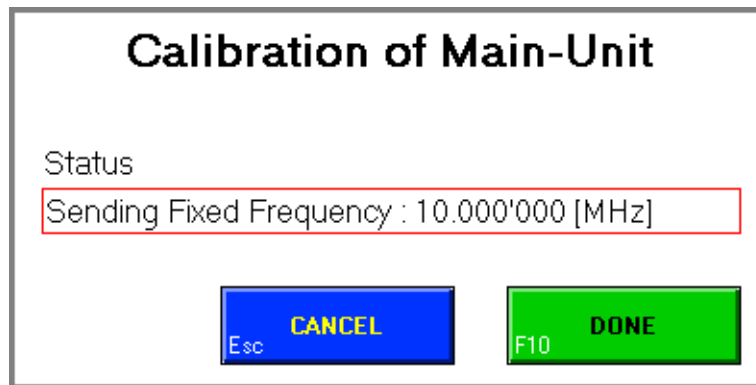 Calibration of Main-Unit
Status
Sending Fixed Frequency : 10.000'000 [MHz]
Esc CANCEL
F10 DONE